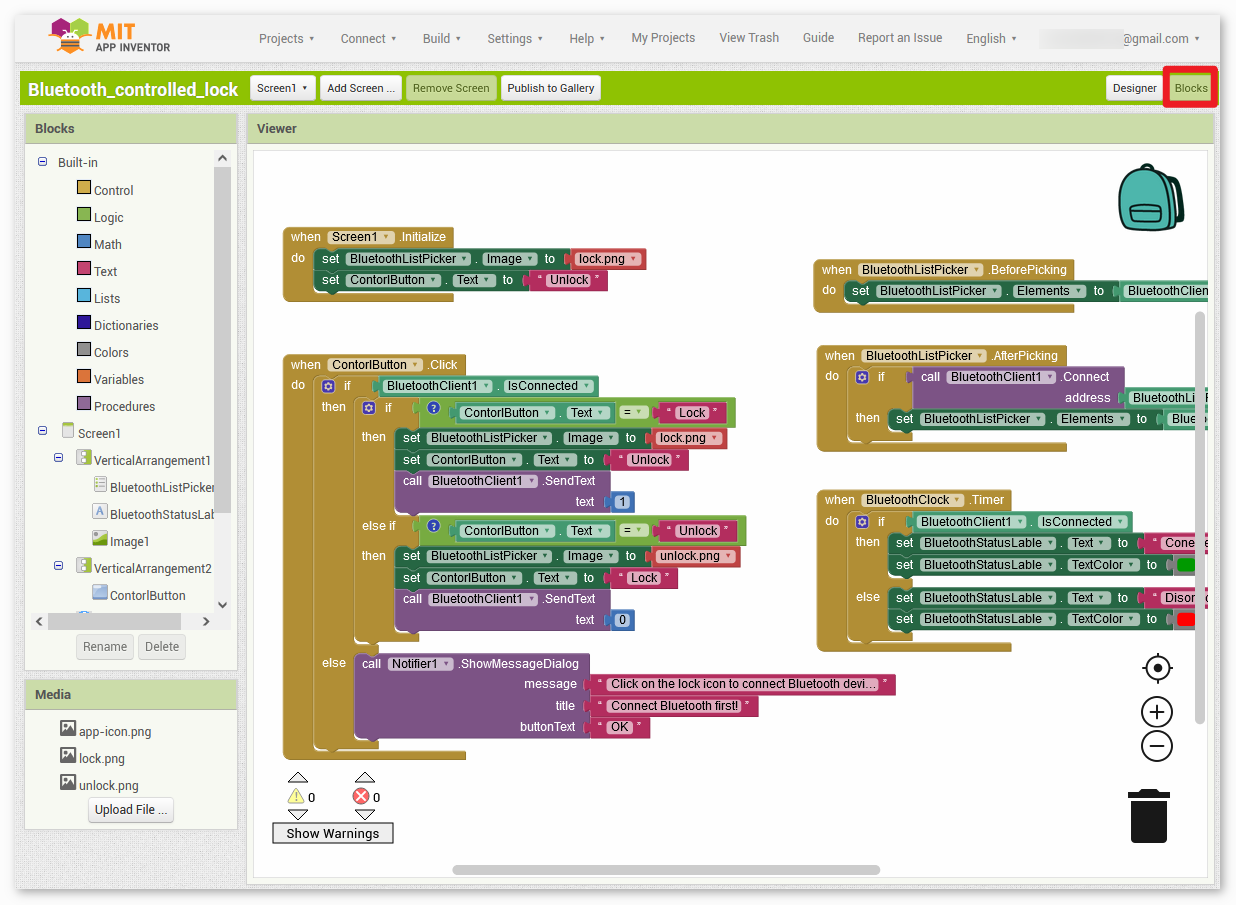 MIT
APP INVENTOR
Projects Connect Build Settings Help My Projects View Trash Guide Report an Issue English @gmail.com
Bluetooth_controlled_lock Screen1 Add Screen ... Remove Screen Publish to Gallery Designer Blocks
Blocks
Built-in
Control
Logic
Math
Text
Lists
Dictionaries
Colors
Variables
Procedures
Screen1
VerticalArrangement1
BluetoothListPicker
BluetoothStatusLab
Image1
VerticalArrangement2
ContorlButton
Rename Delete
Media
app-icon.png
lock.png
unlock.png
Upload File ...
Viewer
when Screen1 .Initialize
do set BluetoothListPicker . Image to lock.png
set ContorlButton . Text to “ Unlock ”
when ContorlButton .Click
do if BluetoothClient1 . IsConnected
then if ? ContorlButton . Text = “ Lock ”
then set BluetoothListPicker . Image to lock.png
set ContorlButton . Text to “ Unlock ”
call BluetoothClient1 .SendText
text 1
else if ? ContorlButton . Text = “ Unlock ”
then set BluetoothListPicker . Image to unlock.png
set ContorlButton . Text to “ Lock ”
call BluetoothClient1 .SendText
text 0
else call Notifier1 .ShowMessageDialog
message “ Click on the lock icon to connect Bluetooth devi... ”
title “ Connect Bluetooth first! ”
buttonText “ OK ”
when BluetoothListPicker .BeforePicking
do set BluetoothListPicker . Elements to BluetoothClien
when BluetoothListPicker .AfterPicking
do if call BluetoothClient1 .Connect
address BluetoothListP
then set BluetoothListPicker . Elements to Blueto
when BluetoothClock .Timer
do if BluetoothClient1 . IsConnected
then set BluetoothStatusLable . Text to “ Cone
set BluetoothStatusLable . TextColor to
else set BluetoothStatusLable . Text to “ Discon
set BluetoothStatusLable . TextColor to
0 0
Show Warnings